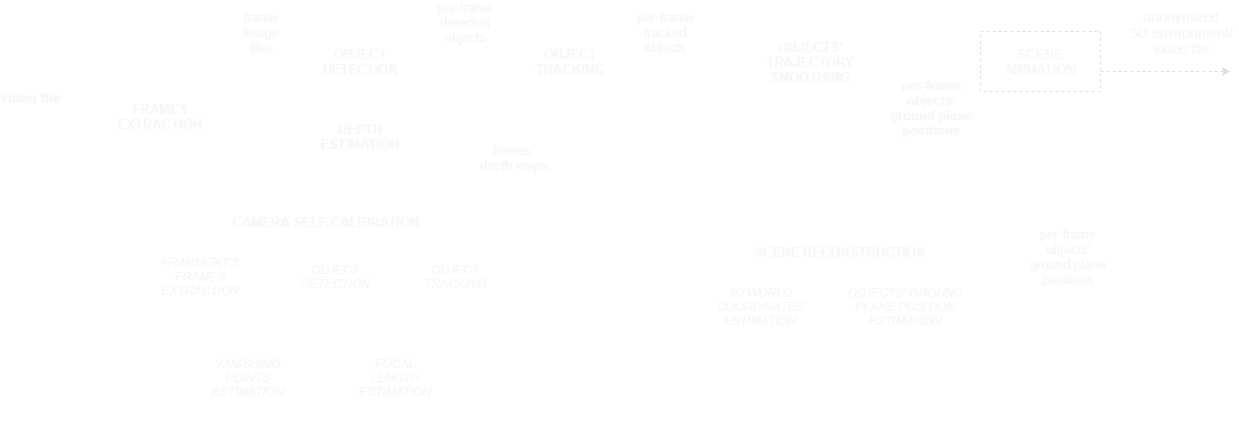 frame
image
files
per-frame
detected
objects
per-frame
tracked
objects
anonymized
3D environment/
video file
OBJECT
DETECTION
OBJECT
TRACKING
OBJECTS'
TRAJECTORY
SMOOTHING
SCENE
ANIMATION
video file
FRAMES
EXTRACTION
per-frame
objects'
ground plane
positions
DEPTH
ESTIMATION
frames'
depth maps
CAMERA SELF-CALIBRATION
FRAGMENT'S
FRAMES
EXTRACTION
OBJECT
DETECTION
OBJECT
TRACKING
VANISHING
POINTS
ESTIMATION
FOCAL
LENGTH
ESTIMATION
SCENE RECONSTRUCTION
3D WORLD
COORDINATES
ESTIMATION
OBJECTS' GROUND
PLANE POSITION
ESTIMATION
per-frame
objects'
ground plane
positions